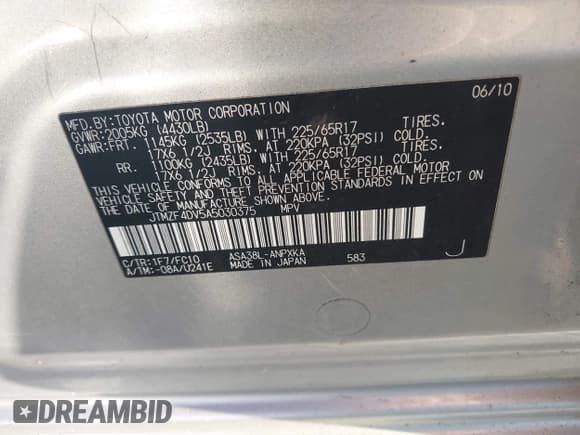 MFD.BY:TOYOTA MOTOR CORPORATION 06/10
GVWR:2005KG (4430LB)
GAWR:FRT. 1145KG (2535LB) WITH 225/65R17 TIRES.
17X6 1/2J RIMS. AT 220KPA (32PSI) COLD.
RR. 1100KG (2435LB) WITH 225/65R17 TIRES.
17X6 1/2J RIMS. AT 220KPA (32PSI) COLD.
THIS VEHICLE CONFORMS TO ALL APPLICABLE FEDERAL MOTOR
VEHICLE SAFETY AND THEFT PREVENTION STANDARDS IN EFFECT ON
THE DATE OF MANUFACTURE SHOWN ABOVE.
JTMZF4DV5A5030375 MPV
C/TR:1F7/FC10 ASA38L-ANPXKA J
A/TM:-08A/U241E MADE IN JAPAN 583
DREAMBID